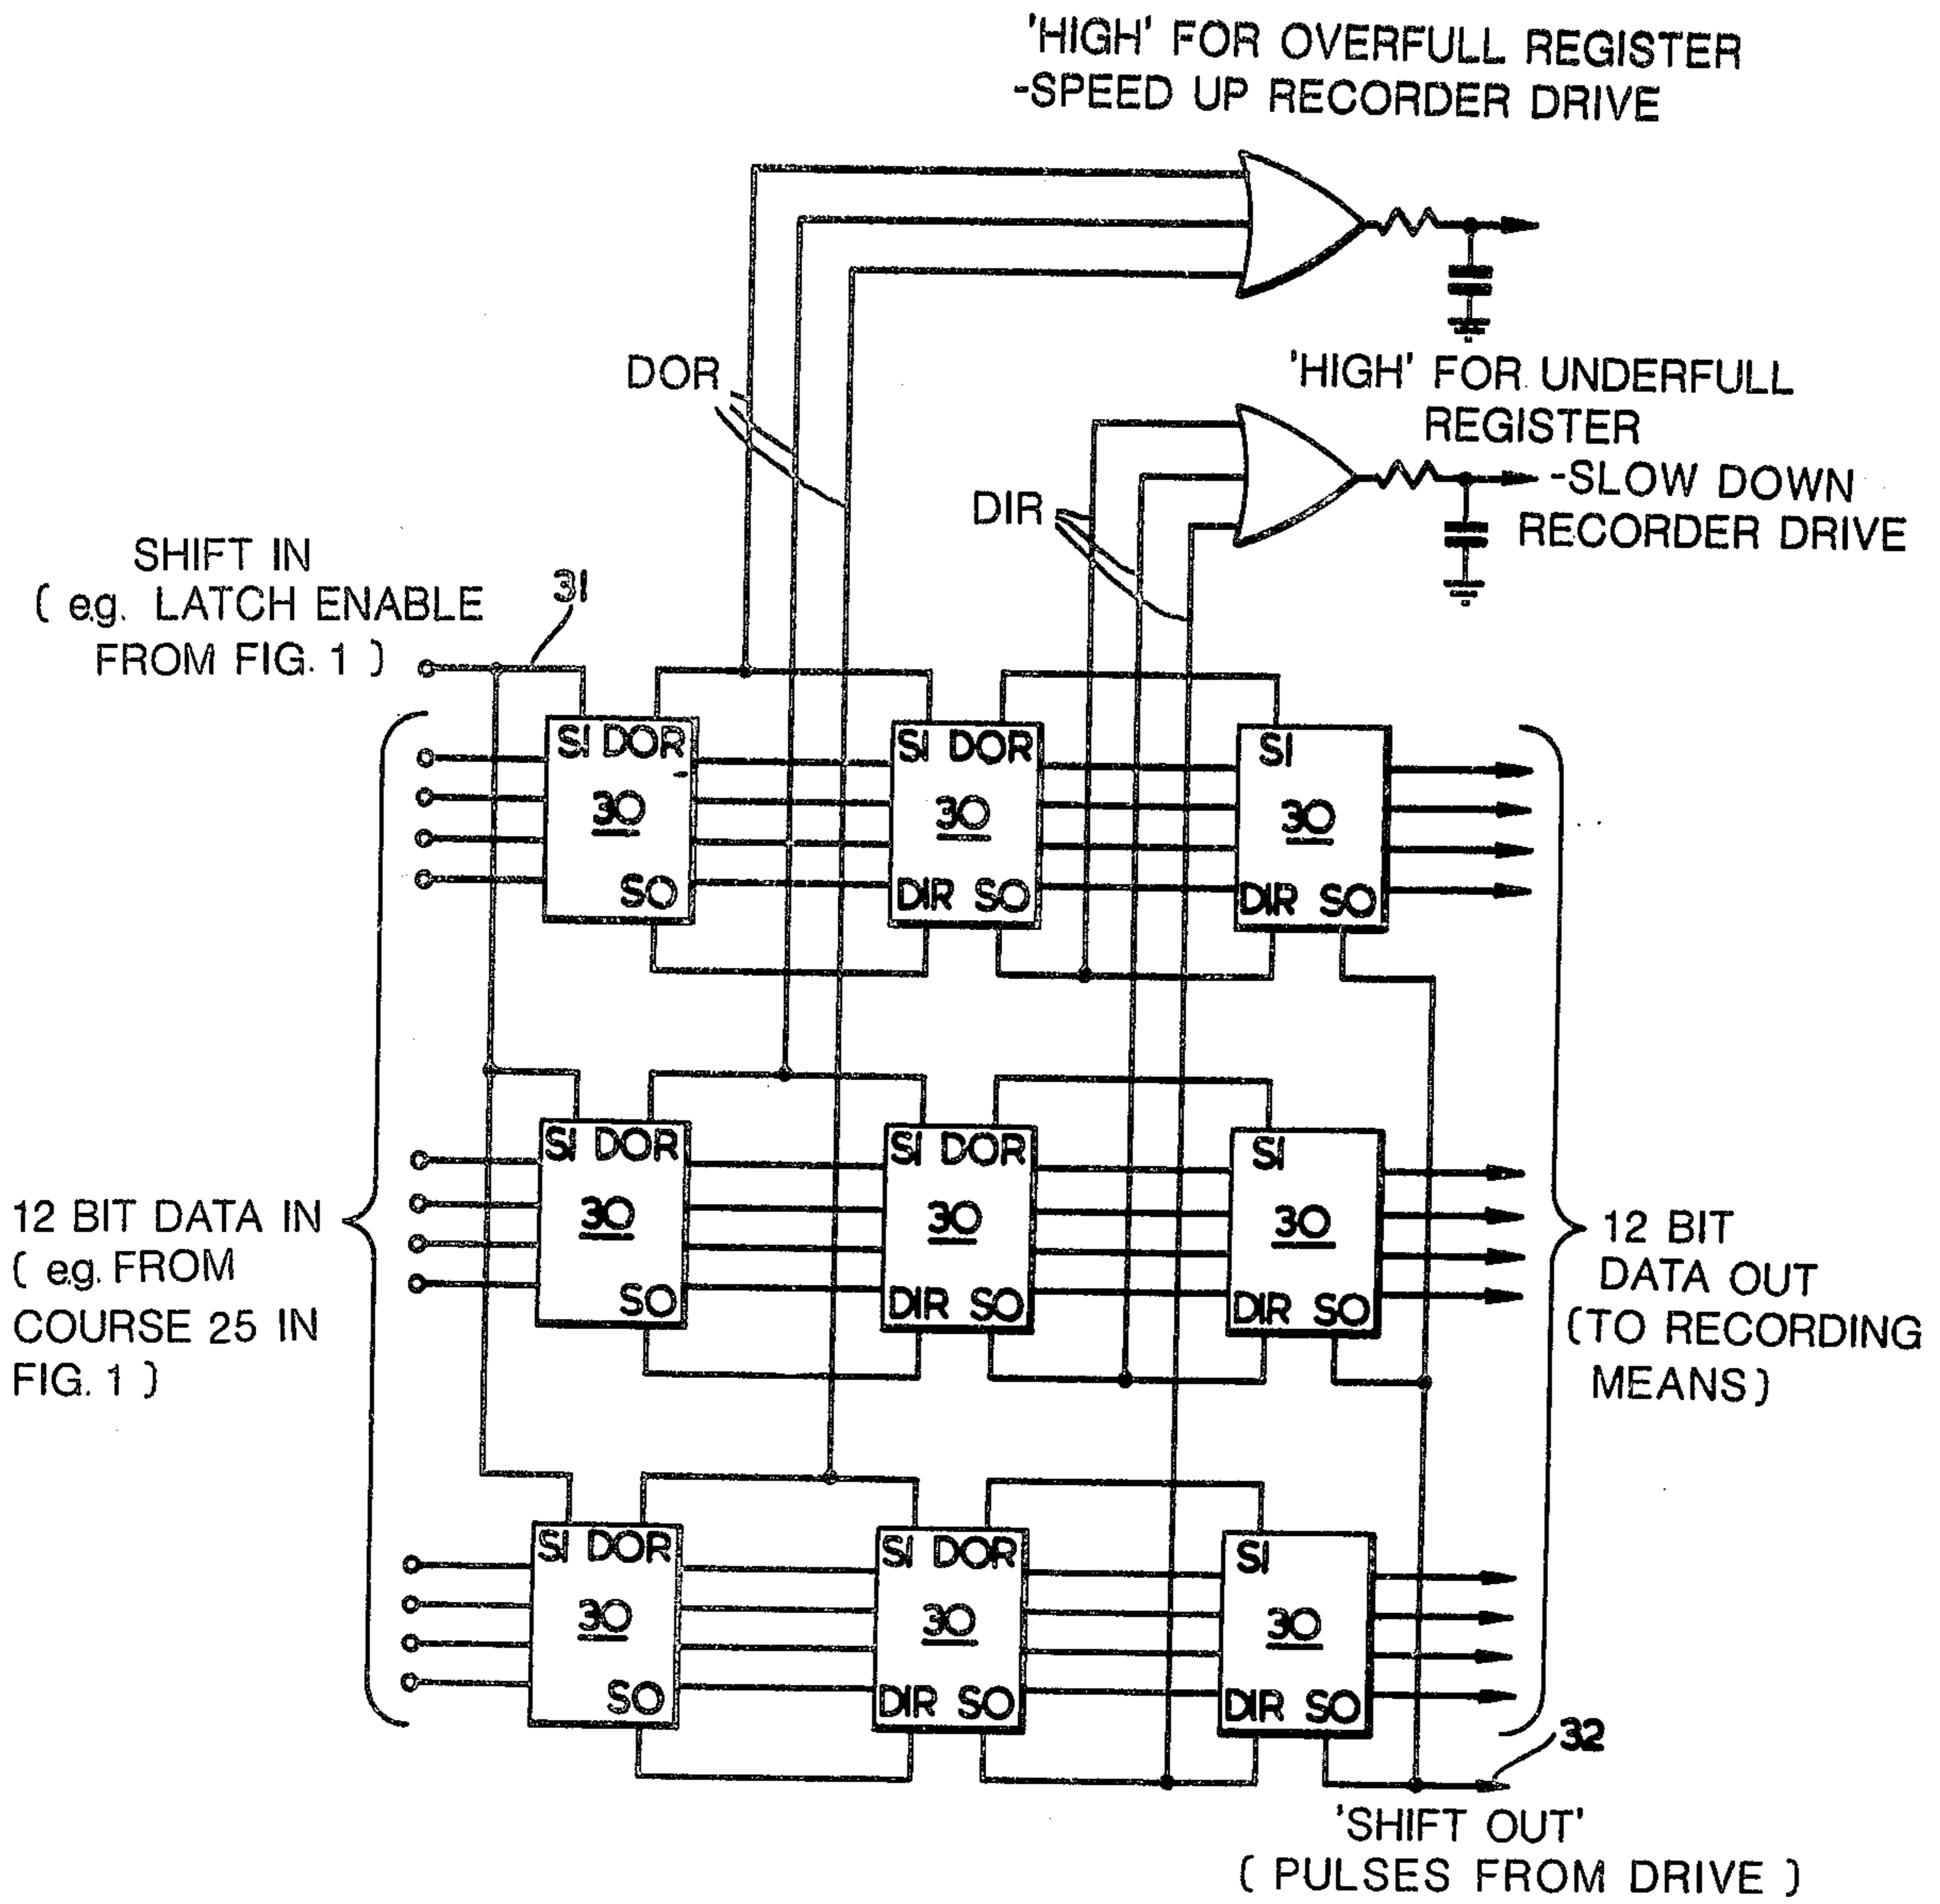 'HIGH' FOR OVERFULL REGISTER
-SPEED UP RECORDER DRIVE
DOR
'HIGH' FOR UNDERFULL
REGISTER
-SLOW DOWN
RECORDER DRIVE
DIR
SHIFT IN
( eg. LATCH ENABLE
FROM FIG. 1 )
31
SI DOR
30
SO
SI DOR
30
DIR SO
SI
30
DIR SO
SI DOR
30
SO
SI DOR
30
DIR SO
SI
30
DIR SO
12 BIT DATA IN
( eg. FROM
COURSE 25 IN
FIG. 1 )
12 BIT
DATA OUT
(TO RECORDING
MEANS)
SI DOR
30
SO
SI DOR
30
DIR SO
SI
30
DIR SO
32
'SHIFT OUT'
( PULSES FROM DRIVE )